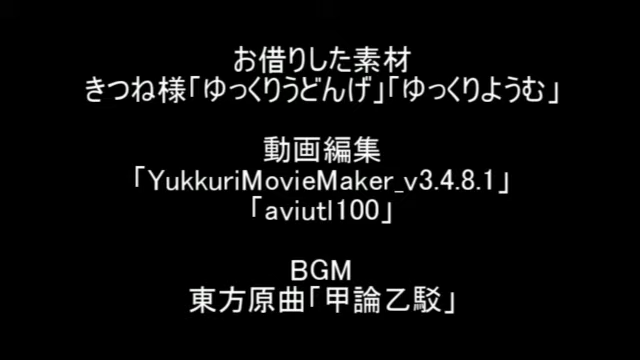 お借りした素材
きつね様「ゆっくりうどんげ」「ゆっくりようむ」
動画編集
「YukkuriMovieMaker_v3.4.8.1」
「aviutl100」
BGM
東方原曲「甲論乙駁」